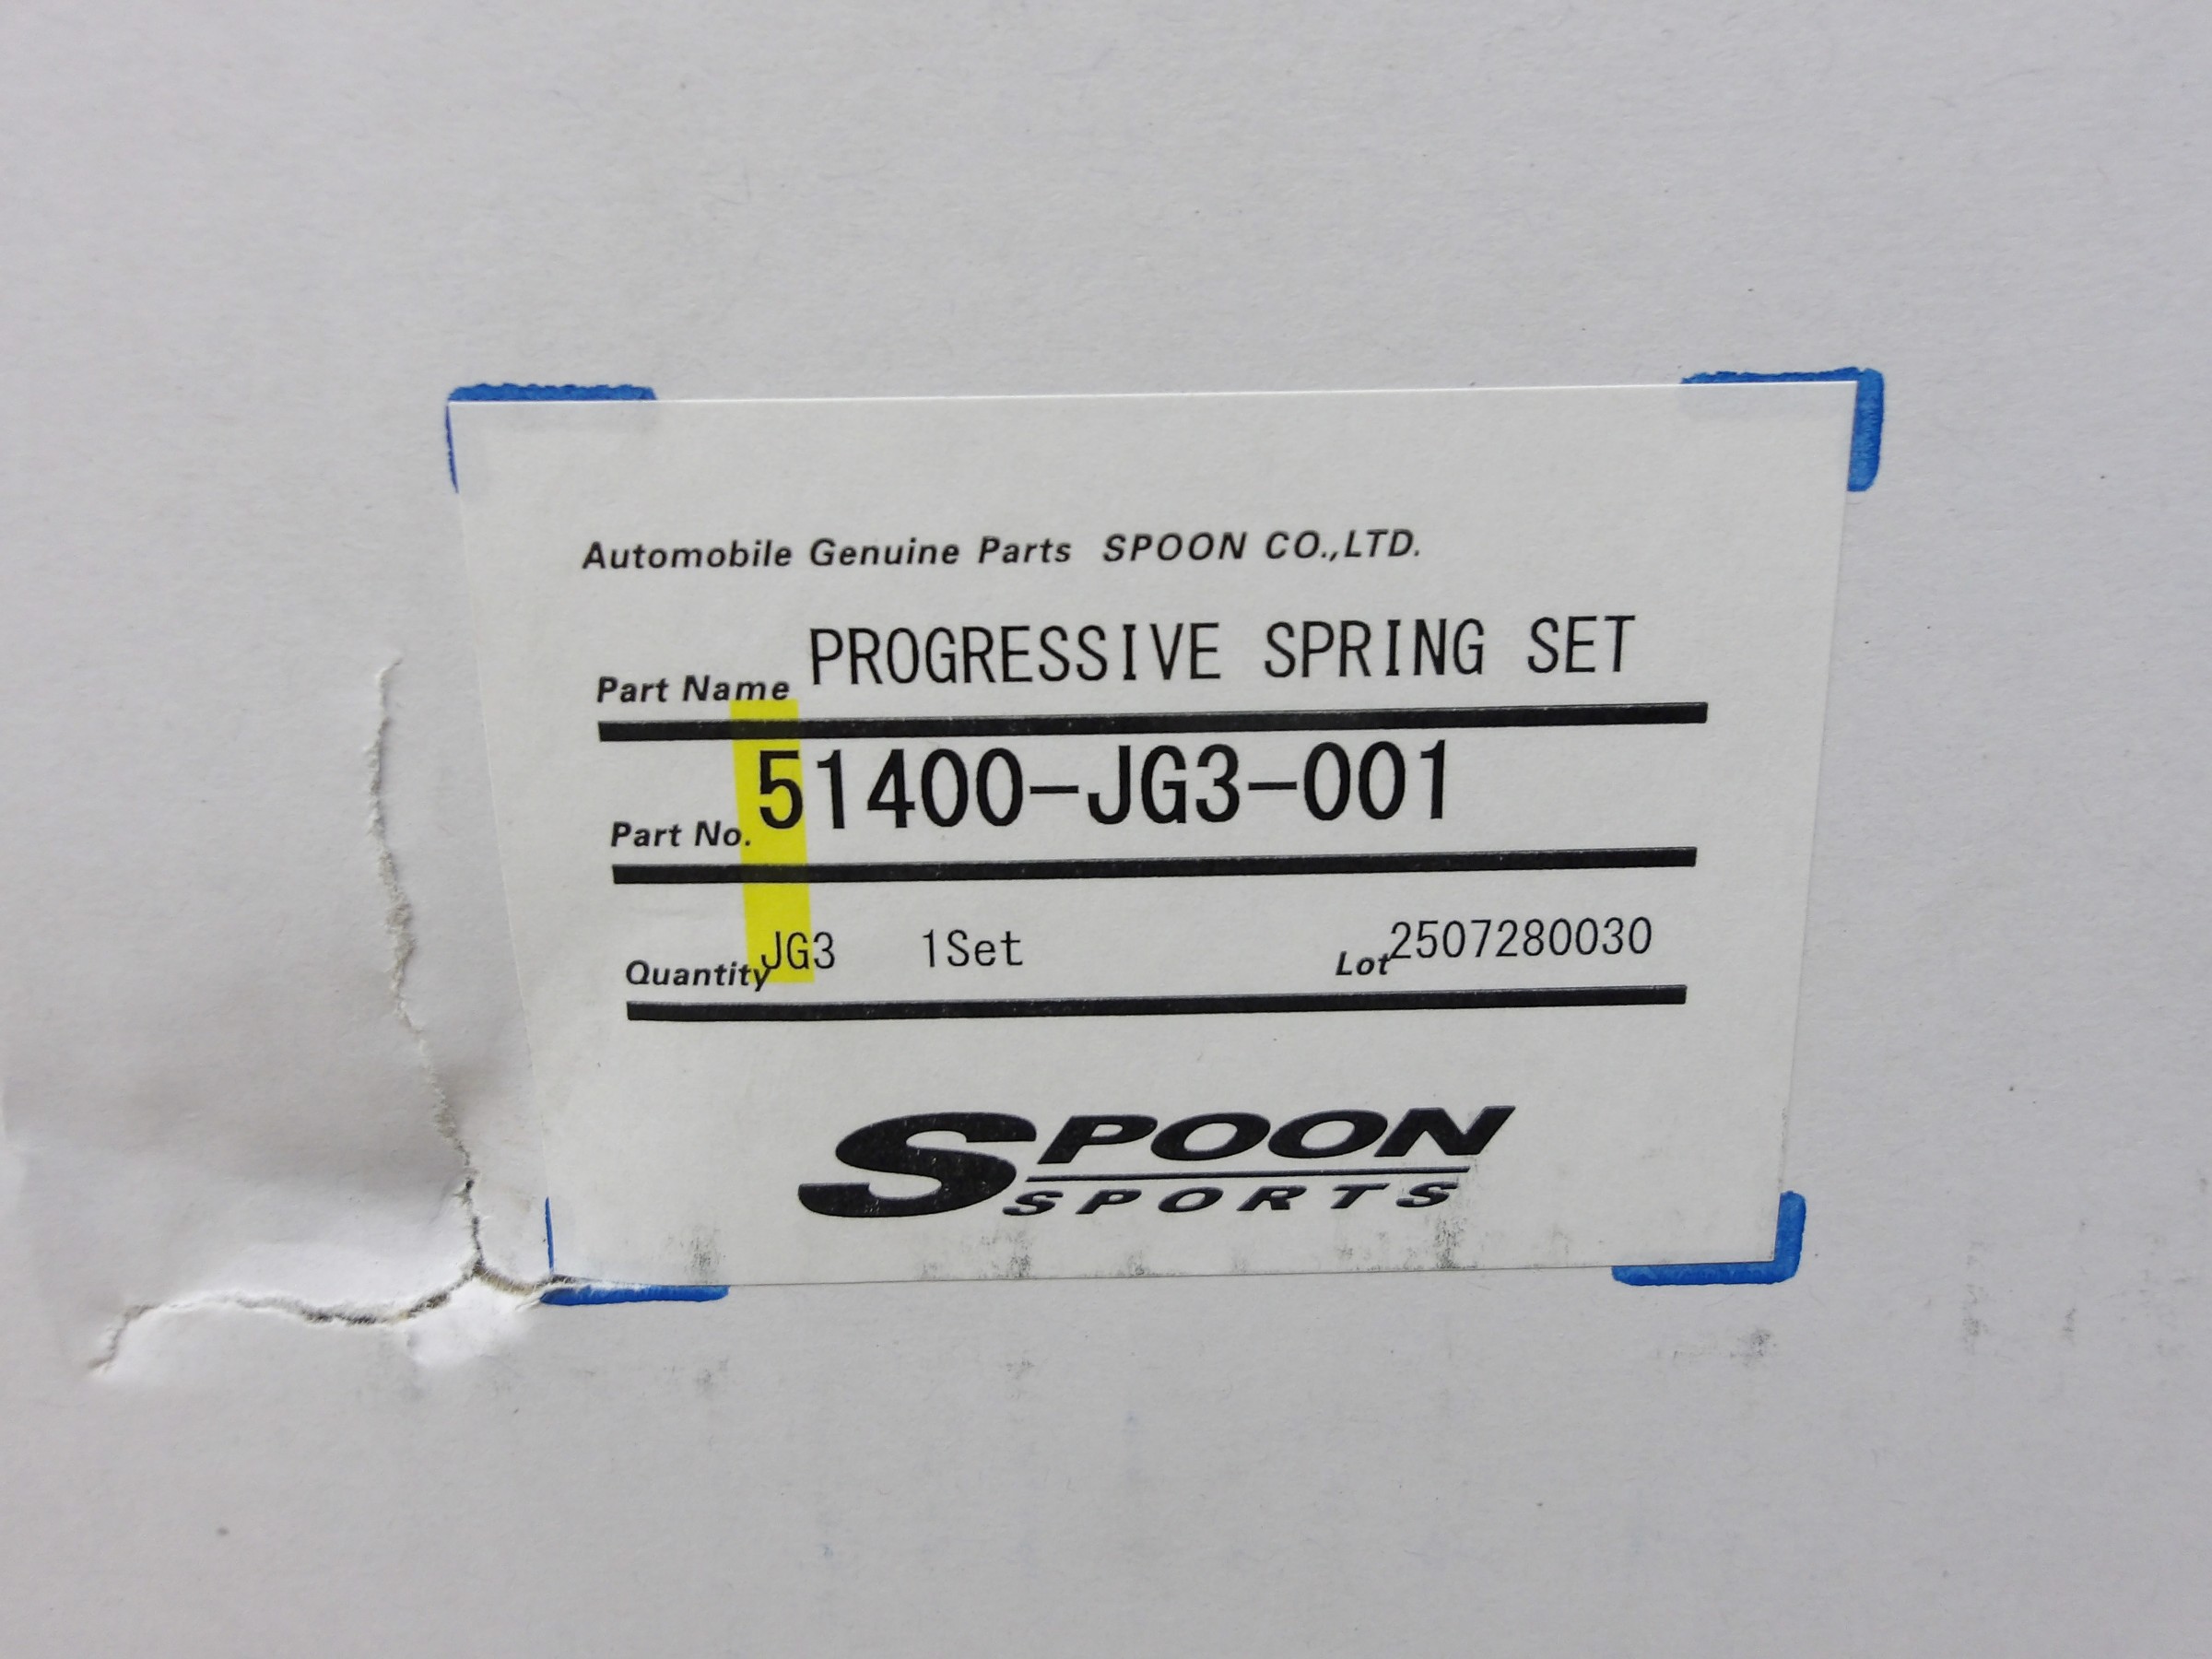 Automobile Genuine Parts SPOON CO.,LTD.
Part Name PROGRESSIVE SPRING SET
Part No. 51400-JG3-001
Quantity JG3 1Set Lot 2507280030
SPOON
SPORTS